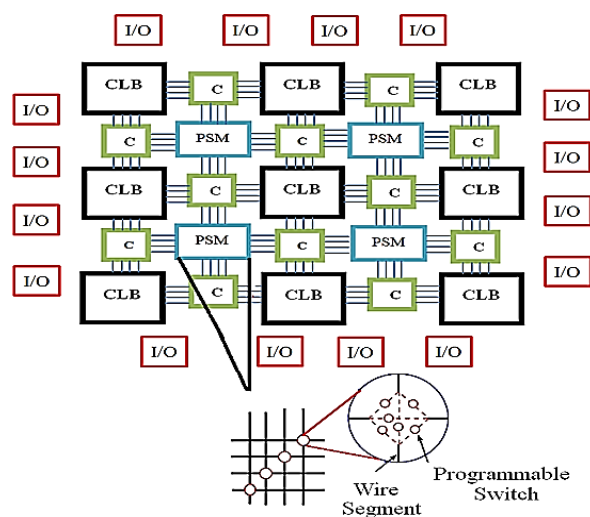 I/O I/O I/O I/O
CLB C CLB C CLB
I/O I/O
C PSM C PSM C
I/O I/O
CLB C CLB C CLB
I/O I/O
C PSM C PSM C
I/O I/O
CLB C CLB C CLB
I/O I/O I/O I/O
Programmable
Switch
Wire
Segment